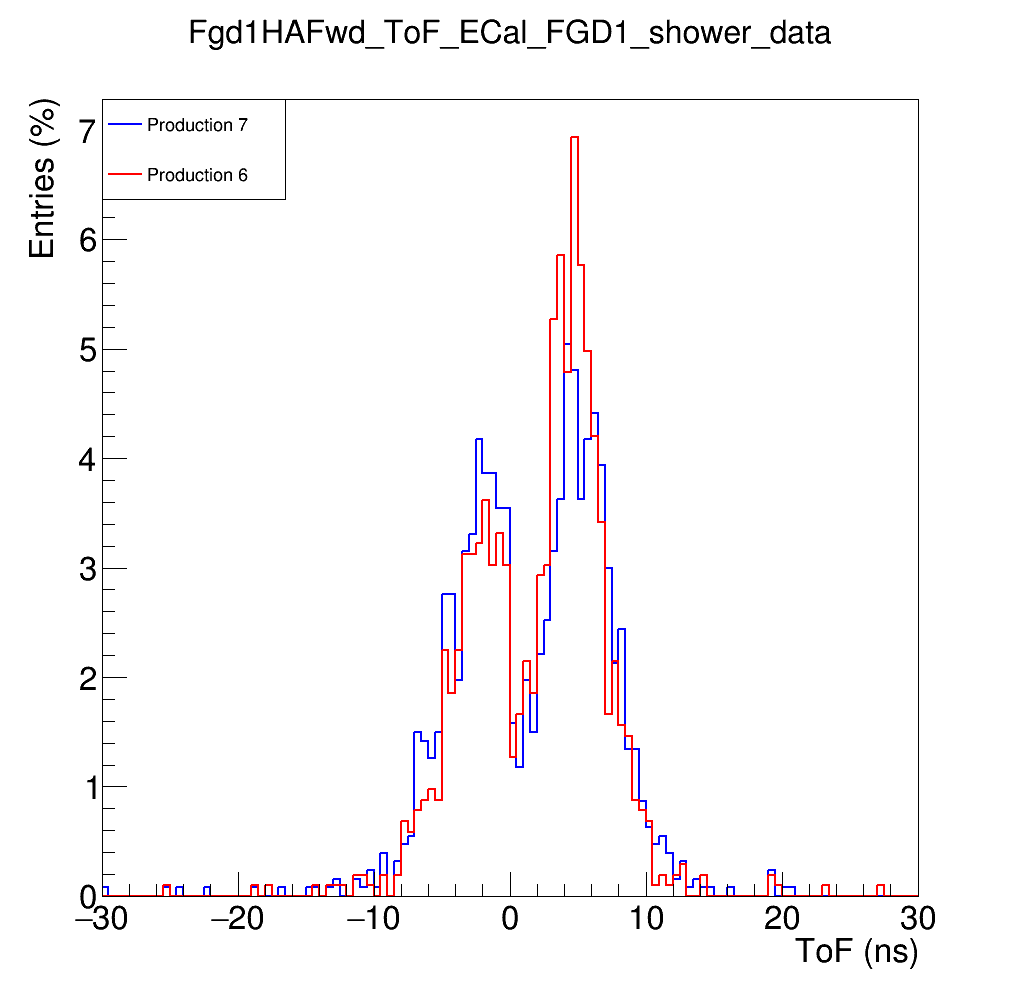 Fgd1HAFwd_ToF_ECal_FGD1_shower_data
Entries (%)
Production 7
Production 6
7
6
5
4
3
2
1
0
−30 −20 −10 0 10 20 30
ToF (ns)